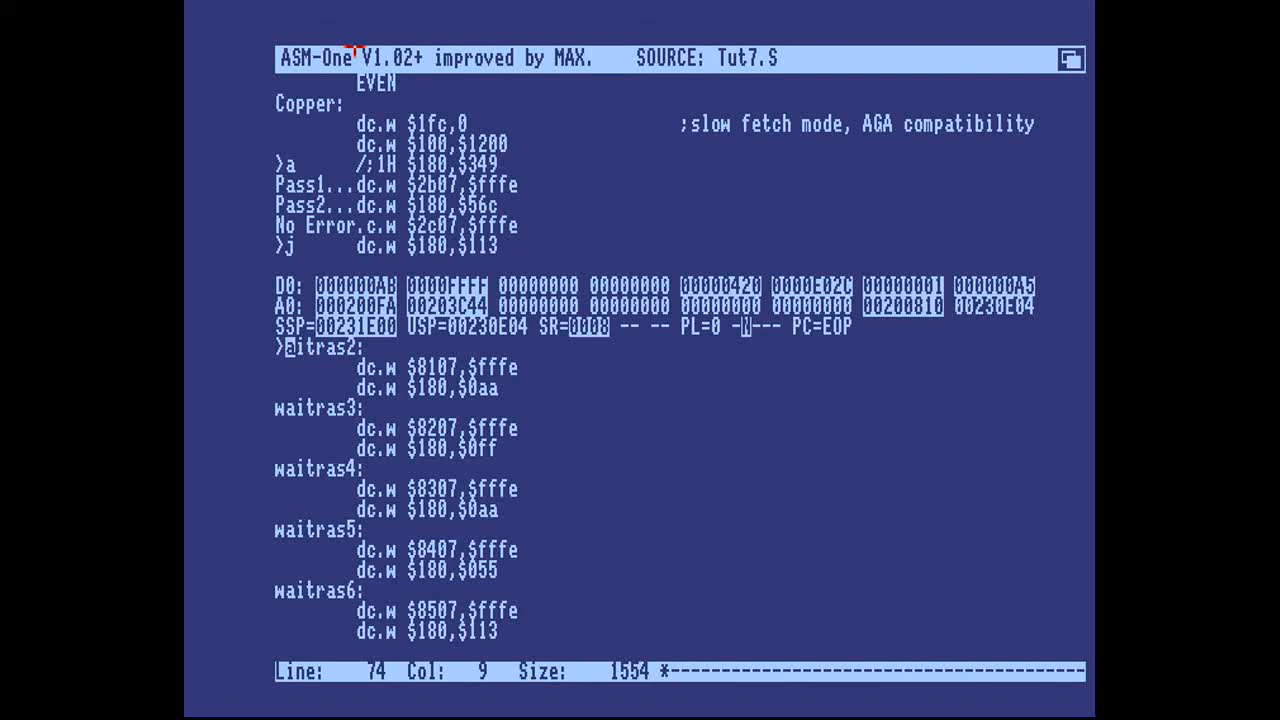 ASM-One V1.02+ improved by MAX. SOURCE: Tut7.S
EVEN
Copper:
dc.w $1fc,0 ;slow fetch mode, AGA compatibility
dc.w $100,$1200
>a /;1H $180,$349
Pass1...dc.w $2b07,$fffe
Pass2...dc.w $180,$56c
No Error.c.w $2c07,$fffe
>j dc.w $180,$113
D0: 000000AB 0000FFFF 00000000 00000000 00000420 0000E02C 00000001 000000A5
A0: 000200FA 00203C44 00000000 00000000 00000000 00000000 00200810 00230E04
SSP=00231E00 USP=00230E04 SR=0008 -- -- PL=0 -N--- PC=EOP
>aitras2:
dc.w $8107,$fffe
dc.w $180,$0aa
waitras3:
dc.w $8207,$fffe
dc.w $180,$0ff
waitras4:
dc.w $8307,$fffe
dc.w $180,$0aa
waitras5:
dc.w $8407,$fffe
dc.w $180,$055
waitras6:
dc.w $8507,$fffe
dc.w $180,$113
Line: 74 Col: 9 Size: 1554 *-----------------------------------------